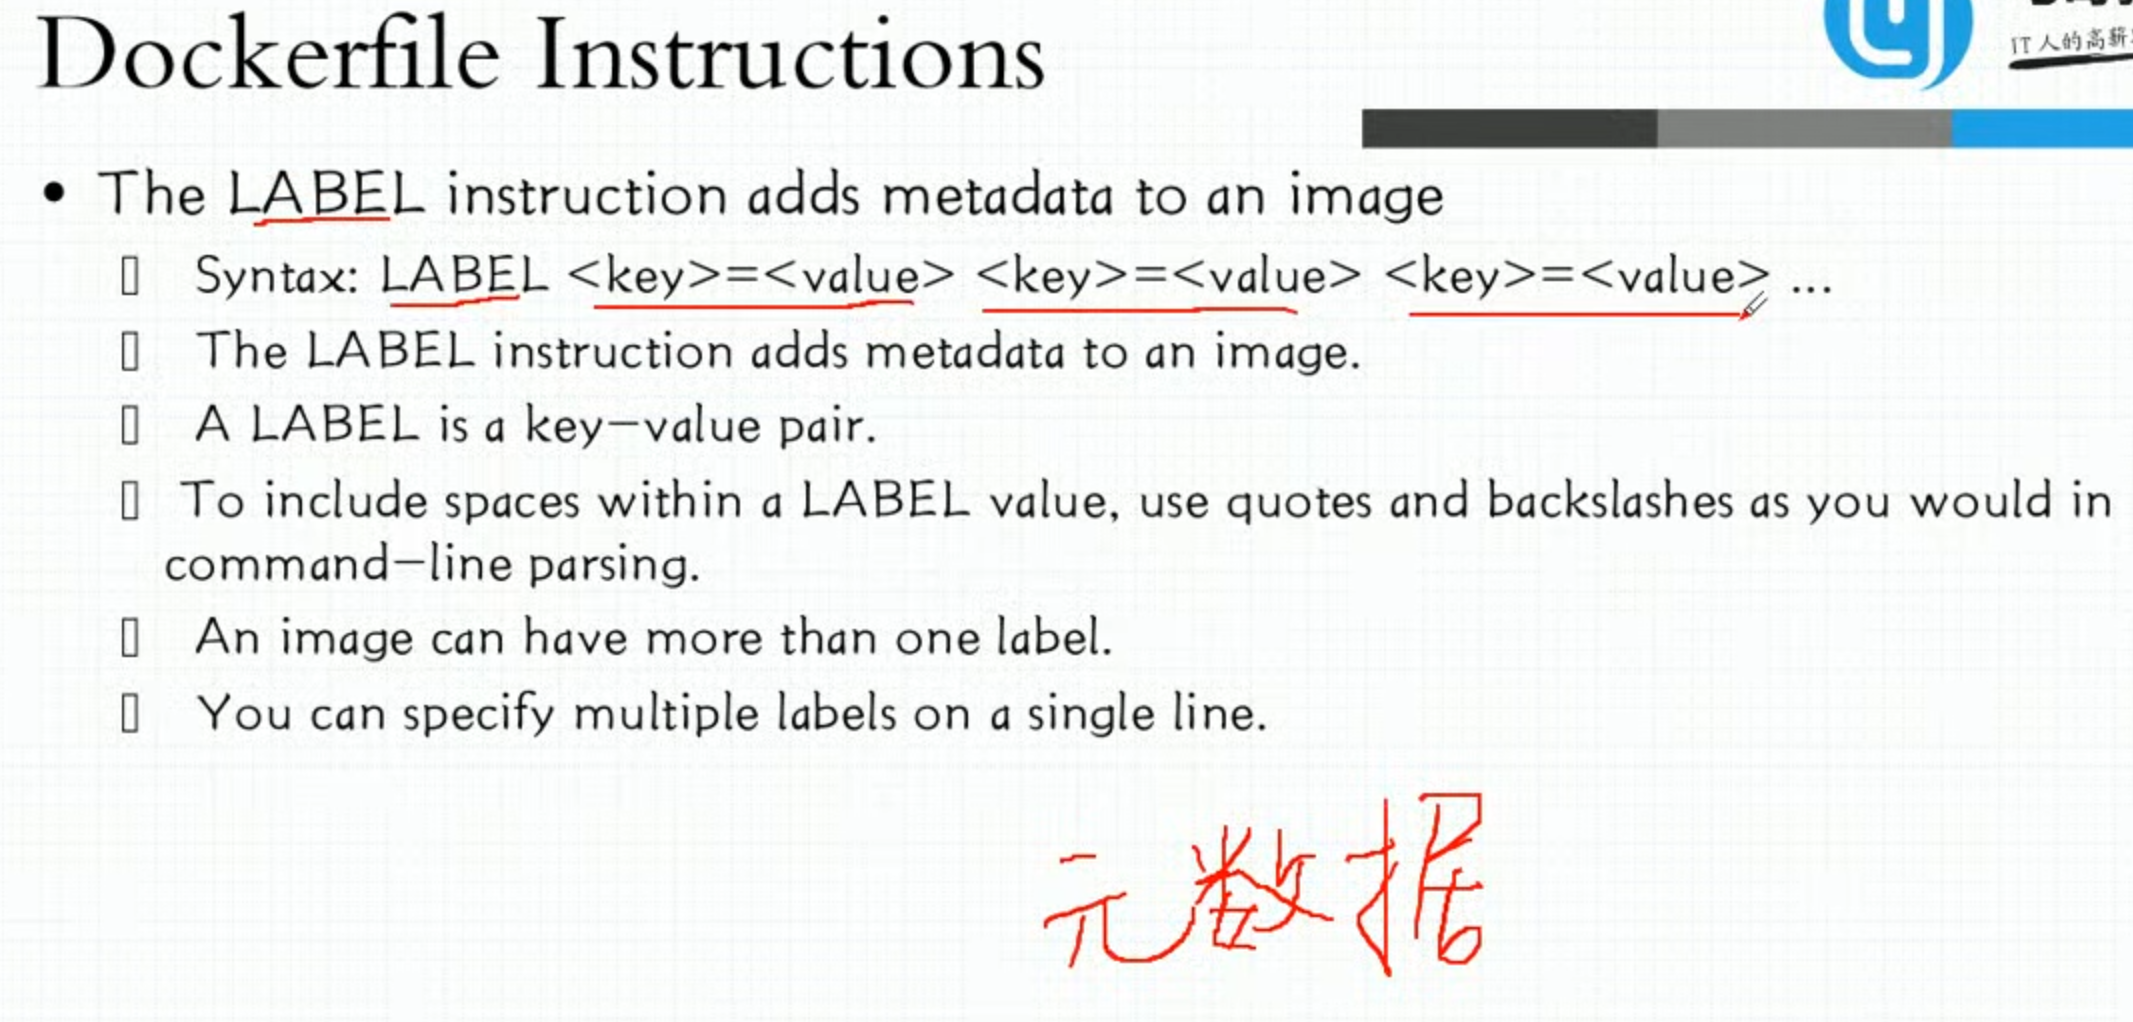 Dockerfile Instructions
IT人的高薪
• The LABEL instruction adds metadata to an image
Syntax: LABEL <key>=<value> <key>=<value> <key>=<value> ...
The LABEL instruction adds metadata to an image.
A LABEL is a key—value pair.
To include spaces within a LABEL value, use quotes and backslashes as you would in
command—line parsing.
An image can have more than one label.
You can specify multiple labels on a single line.
元数据